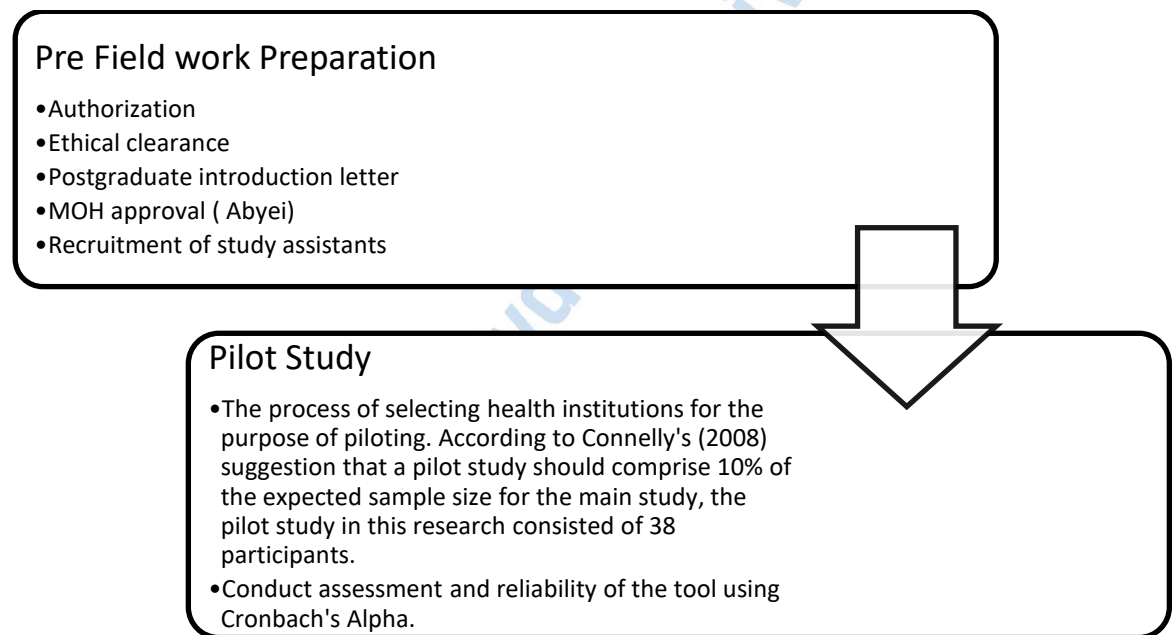 Pre Field work Preparation
•Authorization
•Ethical clearance
•Postgraduate introduction letter
•MOH approval ( Abyei)
•Recruitment of study assistants
Pilot Study
•The process of selecting health institutions for the
purpose of piloting. According to Connelly's (2008)
suggestion that a pilot study should comprise 10% of
the expected sample size for the main study, the
pilot study in this research consisted of 38
participants.
•Conduct assessment and reliability of the tool using
Cronbach's Alpha.